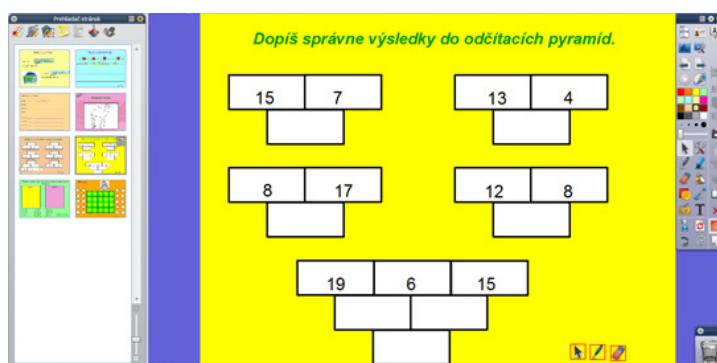 Prehliadač stránok
Dopíš správne výsledky do odčítacích pyramíd.
15 7
13 4
8 17
12 8
19 6 15